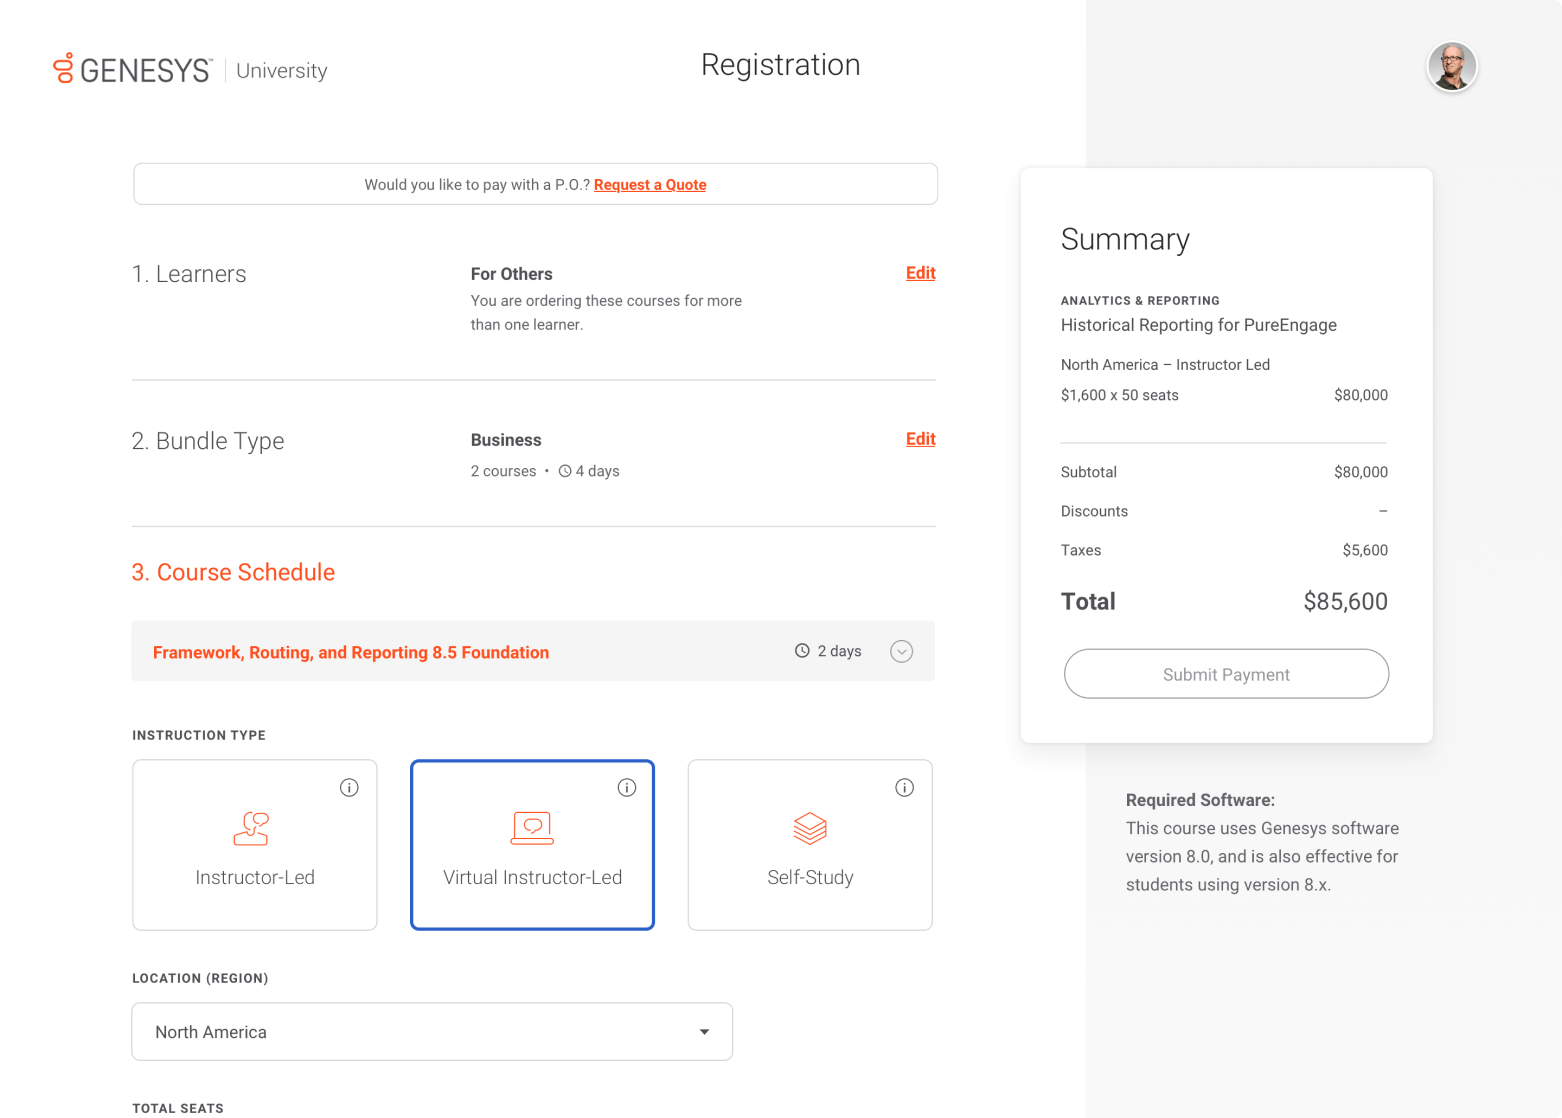 GENESYS™ University
Registration
Would you like to pay with a P.O.? Request a Quote
1. Learners
For Others
Edit
You are ordering these courses for more
than one learner.
2. Bundle Type
Business
Edit
2 courses • 4 days
3. Course Schedule
Framework, Routing, and Reporting 8.5 Foundation
2 days
INSTRUCTION TYPE
Instructor-Led
Virtual Instructor-Led
Self-Study
LOCATION (REGION)
North America
TOTAL SEATS
Summary
ANALYTICS & REPORTING
Historical Reporting for PureEngage
North America – Instructor Led
$1,600 x 50 seats $80,000
Subtotal $80,000
Discounts –
Taxes $5,600
Total $85,600
Submit Payment
Required Software:
This course uses Genesys software
version 8.0, and is also effective for
students using version 8.x.